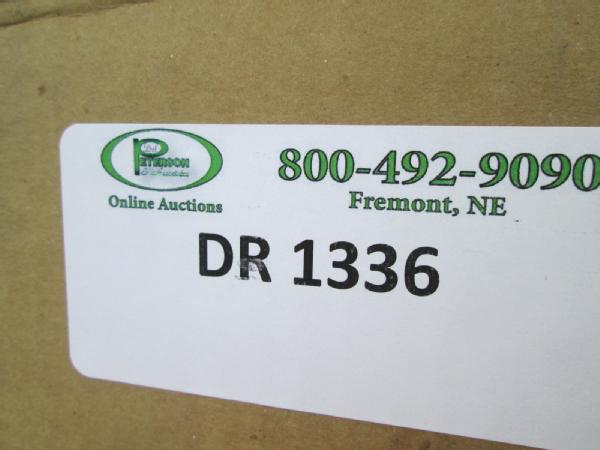 PETERSON
Online Auctions
800-492-9090
Fremont, NE
DR 1336